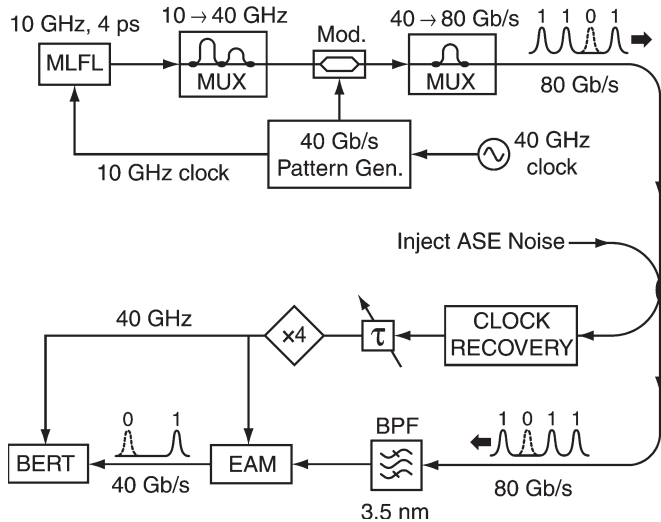 10 GHz, 4 ps
MLFL
10→40 GHz
MUX
Mod.
40→80 Gb/s
MUX
1 1 0 1
80 Gb/s
40 Gb/s
Pattern Gen.
40 GHz
clock
10 GHz clock
Inject ASE Noise
CLOCK
RECOVERY
τ
×4
40 GHz
BERT
0 1
40 Gb/s
EAM
BPF
3.5 nm
1 0 1 1
80 Gb/s